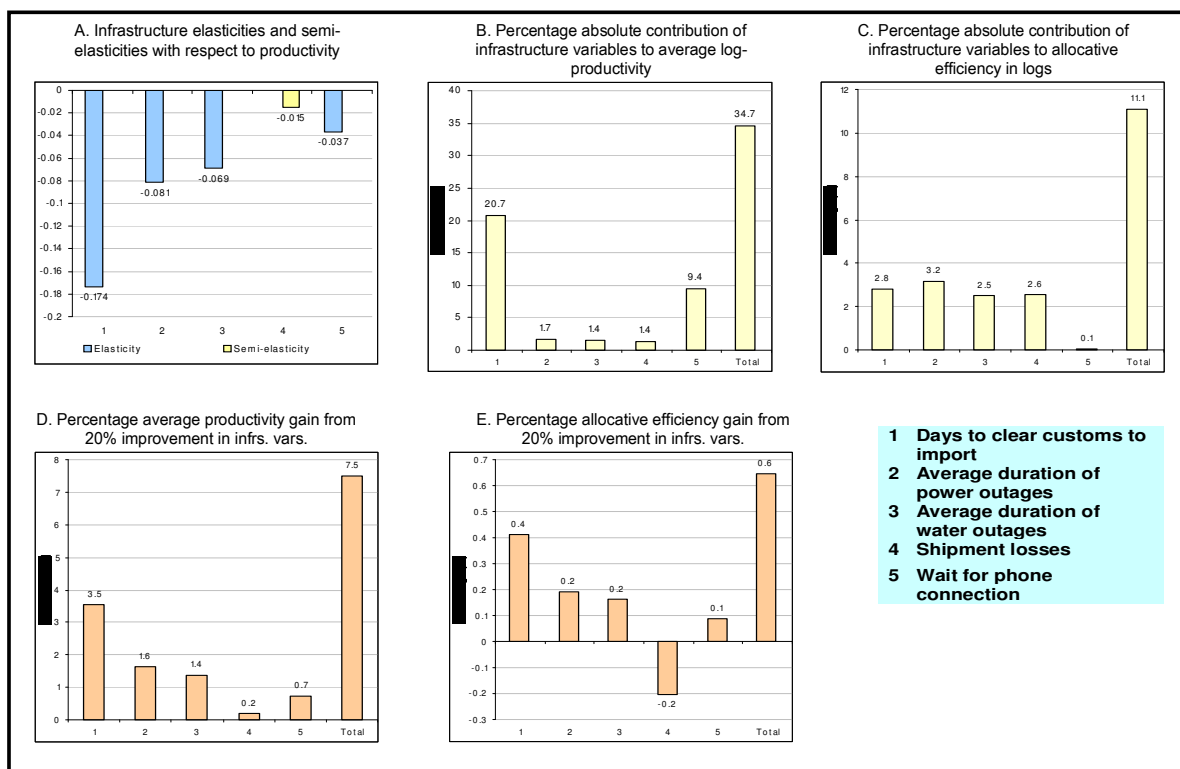 A. Infrastructure elasticities and semi-
elasticities with respect to productivity
0
-0.02
-0.04
-0.06
-0.08
-0.1
-0.12
-0.14
-0.16
-0.18
-0.2
-0.174
-0.081
-0.069
-0.015
-0.037
1 2 3 4 5
Elasticity Semi-elasticity
B. Percentage absolute contribution of
infrastructure variables to average log-
productivity
40
35
30
25
20
15
10
5
0
20.7
1.7
1.4
1.4
9.4
34.7
1 2 3 4 5 Total
C. Percentage absolute contribution of
infrastructure variables to allocative
efficiency in logs
12
10
8
6
4
2
0
2.8
3.2
2.5
2.6
0.1
11.1
1 2 3 4 5 Total
D. Percentage average productivity gain from
20% improvement in infrs. vars.
8
7
6
5
4
3
2
1
0
3.5
1.6
1.4
0.2
0.7
7.5
1 2 3 4 5 Total
E. Percentage allocative efficiency gain from
20% improvement in infrs. vars.
0.7
0.6
0.5
0.4
0.3
0.2
0.1
0
-0.1
-0.2
-0.3
0.4
0.2
0.2
-0.2
0.1
0.6
1 2 3 4 5 Total
1 Days to clear customs to
import
2 Average duration of
power outages
3 Average duration of
water outages
4 Shipment losses
5 Wait for phone
connection